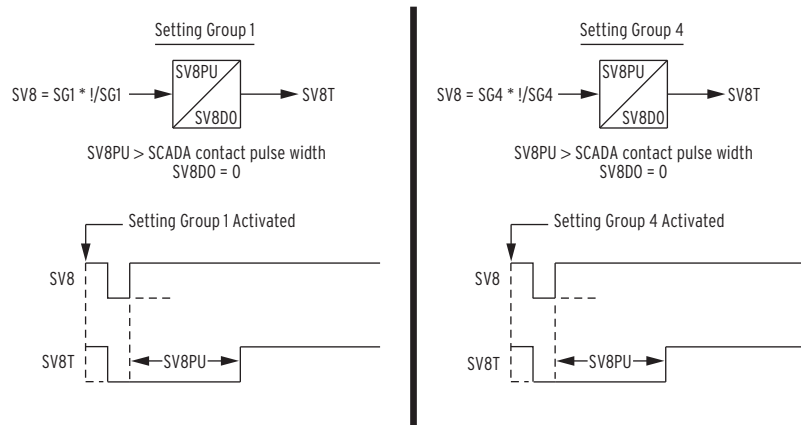 Setting Group 1
SV8PU
SV8 = SG1 * !/SG1
SV8T
SV8DO
SV8PU > SCADA contact pulse width
SV8DO = 0
Setting Group 1 Activated
SV8
SV8T
SV8PU
Setting Group 4
SV8PU
SV8 = SG4 * !/SG4
SV8T
SV8DO
SV8PU > SCADA contact pulse width
SV8DO = 0
Setting Group 4 Activated
SV8
SV8T
SV8PU